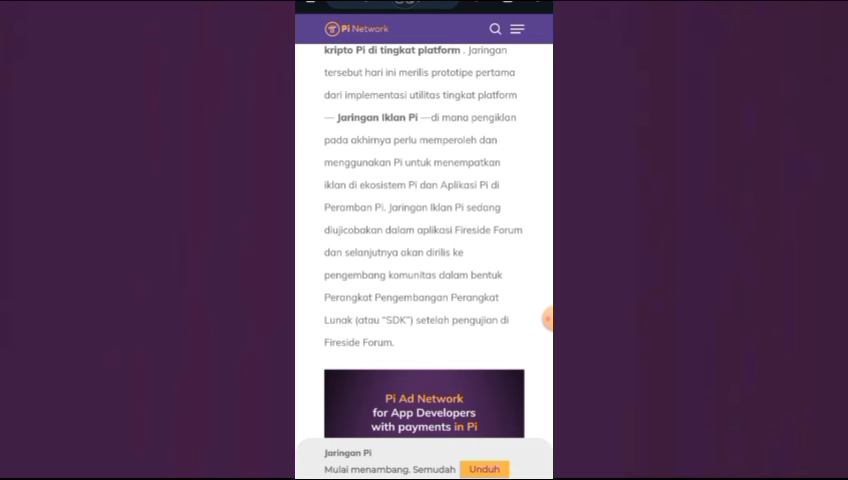 Pi Network
kripto Pi di tingkat platform . Jaringan
tersebut hari ini merilis prototipe pertama
dari implementasi utilitas tingkat platform
— Jaringan Iklan Pi —di mana pengiklan
pada akhirnya perlu memperoleh dan
menggunakan Pi untuk menempatkan
iklan di ekosistem Pi dan Aplikasi Pi di
Peramban Pi. Jaringan Iklan Pi sedang
diujicobakan dalam aplikasi Fireside Forum
dan selanjutnya akan dirilis ke
pengembang komunitas dalam bentuk
Perangkat Pengembangan Perangkat
Lunak (atau “SDK”) setelah pengujian di
Fireside Forum.
Pi Ad Network
for App Developers
with payments in Pi
Jaringan Pi
Mulai menambang. Semudah Unduh